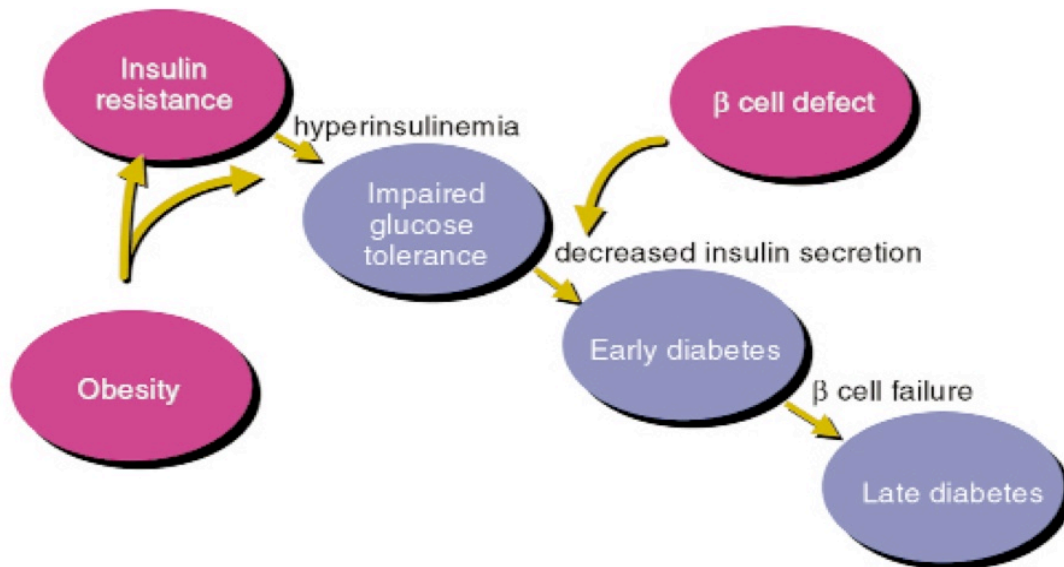 Insulin
resistance
β cell defect
hyperinsulinemia
Impaired
glucose
tolerance
decreased insulin secretion
Early diabetes
Obesity
β cell failure
Late diabetes